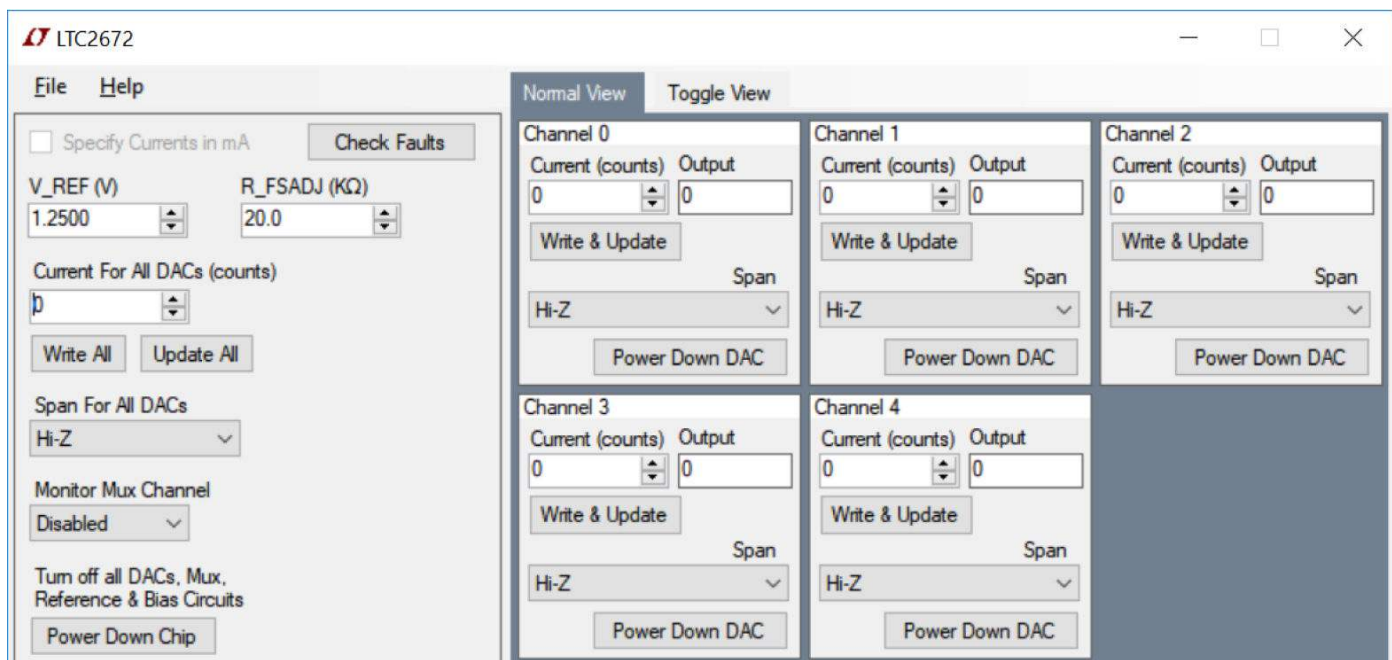 LTC2672
File Help
Specify Currents in mA Check Faults
V_REF (V) R_FSADJ (KΩ)
1.2500 20.0
Current For All DACs (counts)
0
Write All Update All
Span For All DACs
Hi-Z
Monitor Mux Channel
Disabled
Turn off all DACs, Mux,
Reference & Bias Circuits
Power Down Chip
Normal View Toggle View
Channel 0
Current (counts) Output
0 0
Write & Update
Span
Hi-Z
Power Down DAC
Channel 1
Current (counts) Output
0 0
Write & Update
Span
Hi-Z
Power Down DAC
Channel 2
Current (counts) Output
0 0
Write & Update
Span
Hi-Z
Power Down DAC
Channel 3
Current (counts) Output
0 0
Write & Update
Span
Hi-Z
Power Down DAC
Channel 4
Current (counts) Output
0 0
Write & Update
Span
Hi-Z
Power Down DAC